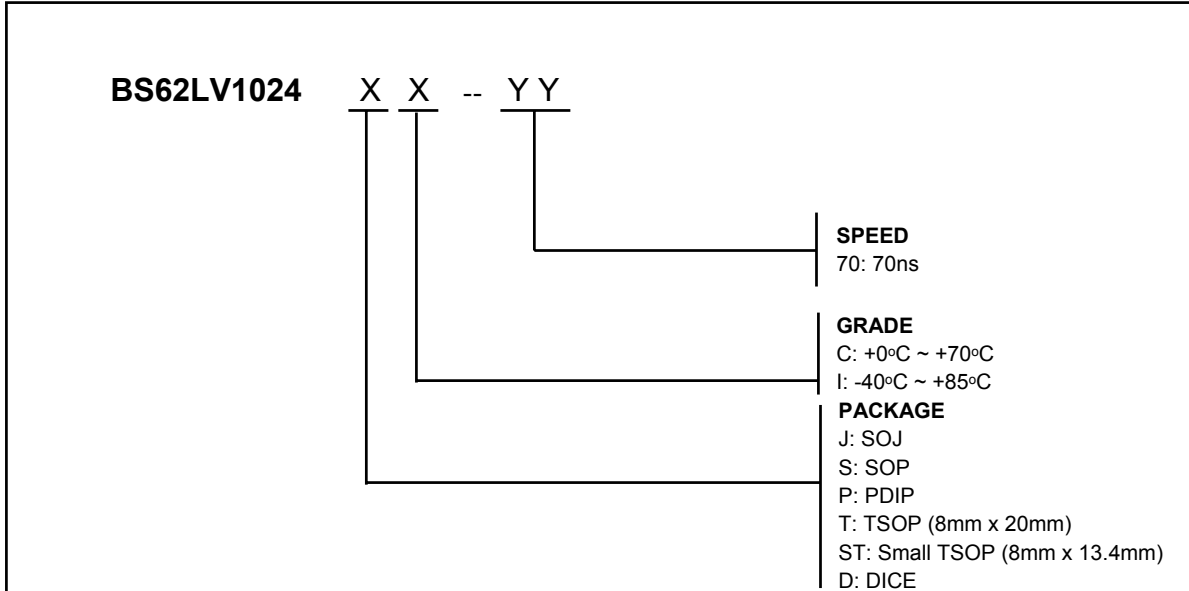 BS62LV1024 X X -- Y Y
SPEED
70: 70ns
GRADE
C: +0oC ~ +70oC
I: -40oC ~ +85oC
PACKAGE
J: SOJ
S: SOP
P: PDIP
T: TSOP (8mm x 20mm)
ST: Small TSOP (8mm x 13.4mm)
D: DICE